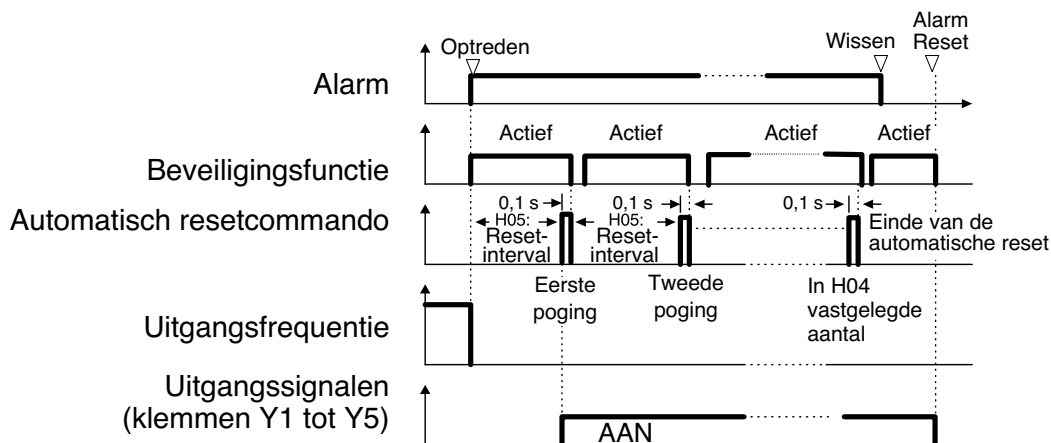 Alarm
Reset
Optreden
Wissen
Alarm
Actief
Actief
Actief
Actief
Beveiligingsfunctie
0,1 s
0,1 s
0,1 s
Automatisch resetcommando
H05:
Reset-
interval
H05:
Reset-
interval
Einde van de
automatische reset
Eerste
poging
Tweede
poging
In H04
vastgelegde
aantal
Uitgangsfrequentie
Uitgangssignalen
(klemmen Y1 tot Y5)
AAN